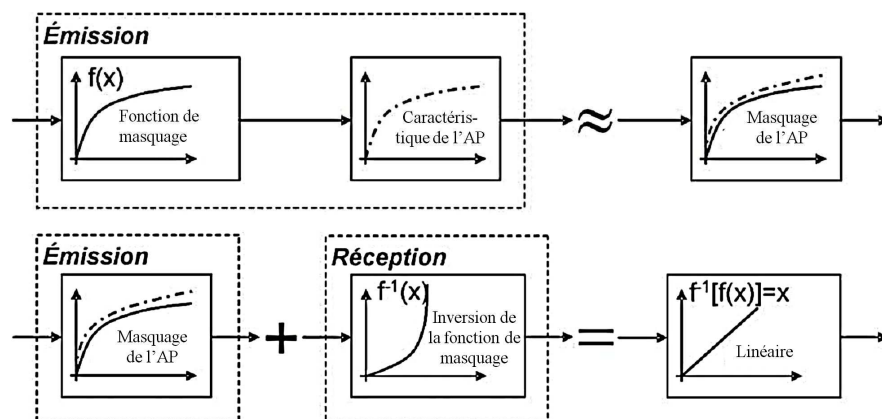 Émission
f(x)
Fonction de
masquage
Caractéris-
tique de l'AP
≈
Masquage
de l'AP
Émission
Masquage
de l'AP
+
Réception
f⁻¹(x)
Inversion de
la fonction de
masquage
=
f⁻¹[f(x)]=x
Linéaire